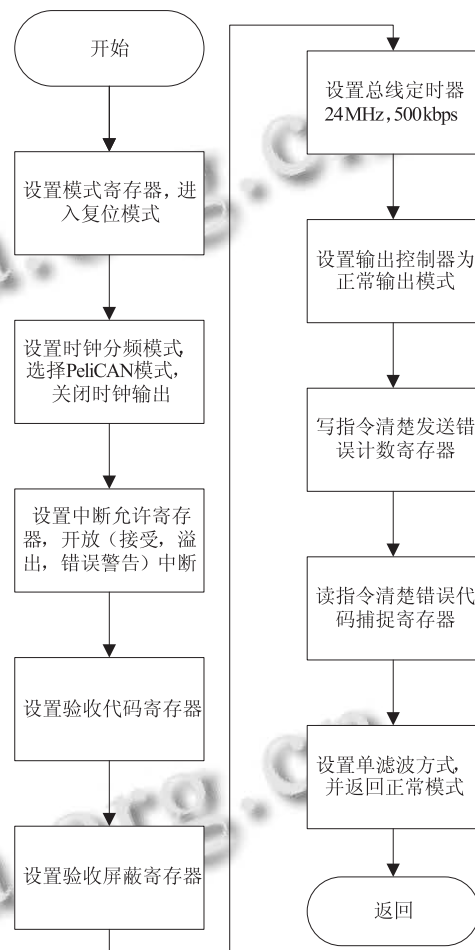 开始
设置模式寄存器，进
入复位模式
设置时钟分频模式，
选择PeliCAN模式，
关闭时钟输出
设置中断允许寄存
器，开放（接受，溢
出，错误警告）中断
设置验收代码寄存器
设置验收屏蔽寄存器
设置总线定时器
24MHz，500kbps
设置输出控制器为
正常输出模式
写指令清楚发送错
误计数寄存器
读指令清楚错误代
码捕捉寄存器
设置单滤波方式，
并返回正常模式
返回